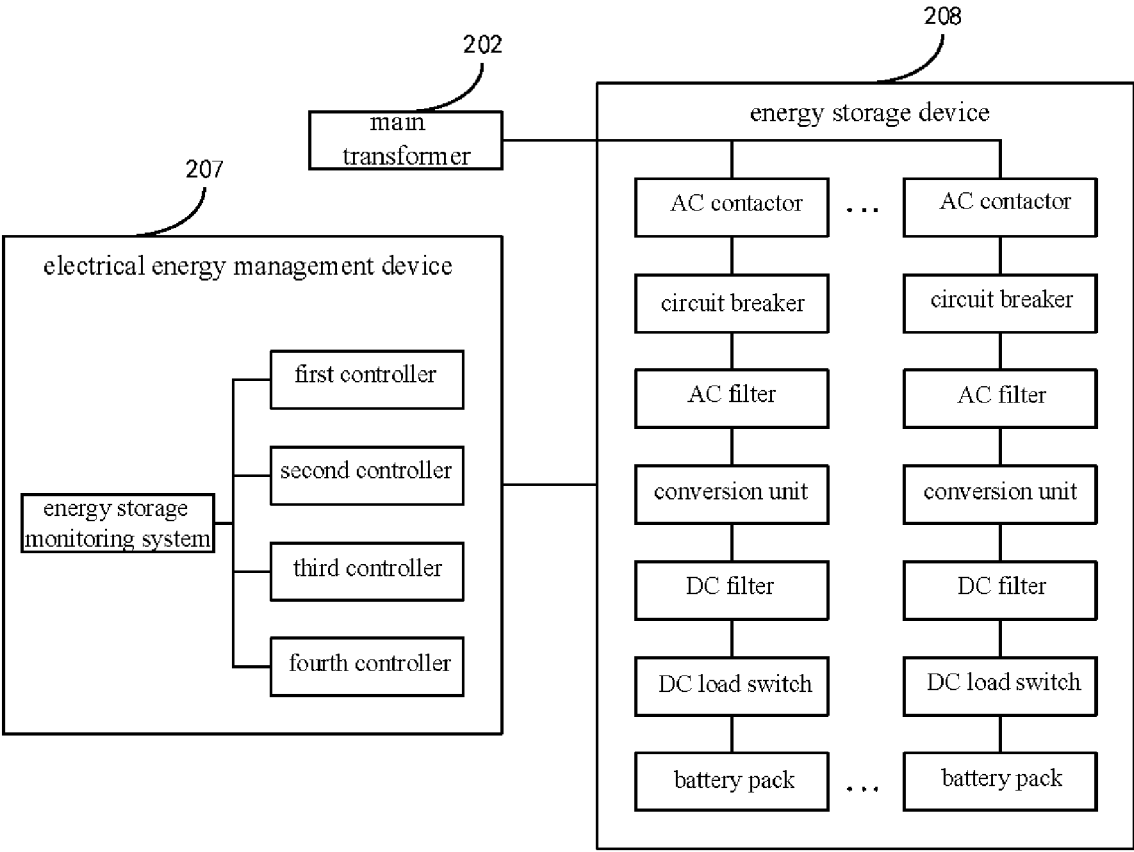 202
208
main
transformer
energy storage device
207
AC contactor ... AC contactor
electrical energy management device
circuit breaker circuit breaker
first controller
AC filter AC filter
second controller
conversion unit conversion unit
energy storage
monitoring system
third controller
DC filter DC filter
fourth controller
DC load switch DC load switch
battery pack ... battery pack